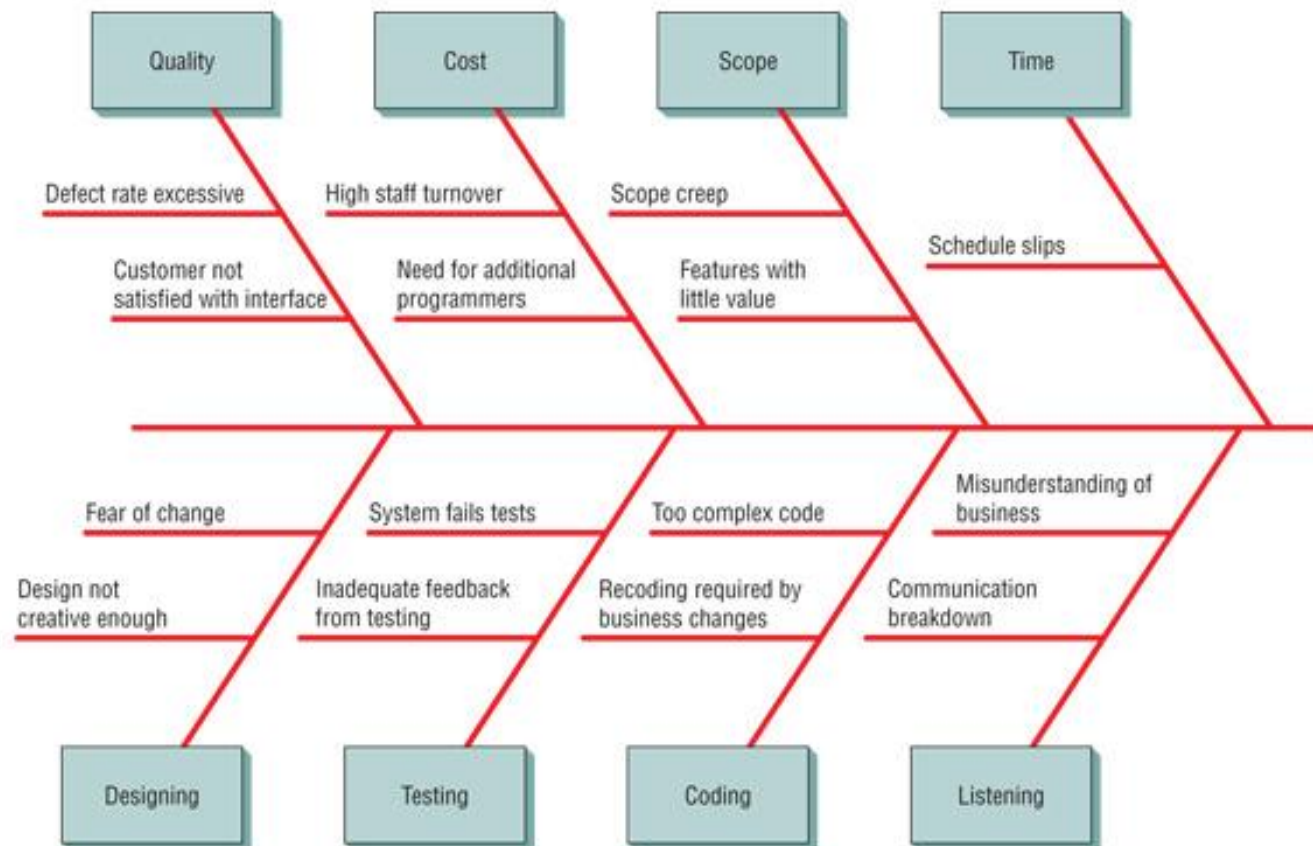 Quality
Cost
Scope
Time
Defect rate excessive
High staff turnover
Scope creep
Schedule slips
Customer not
satisfied with interface
Need for additional
programmers
Features with
little value
Fear of change
System fails tests
Too complex code
Misunderstanding of
business
Design not
creative enough
Inadequate feedback
from testing
Recoding required by
business changes
Communication
breakdown
Designing
Testing
Coding
Listening